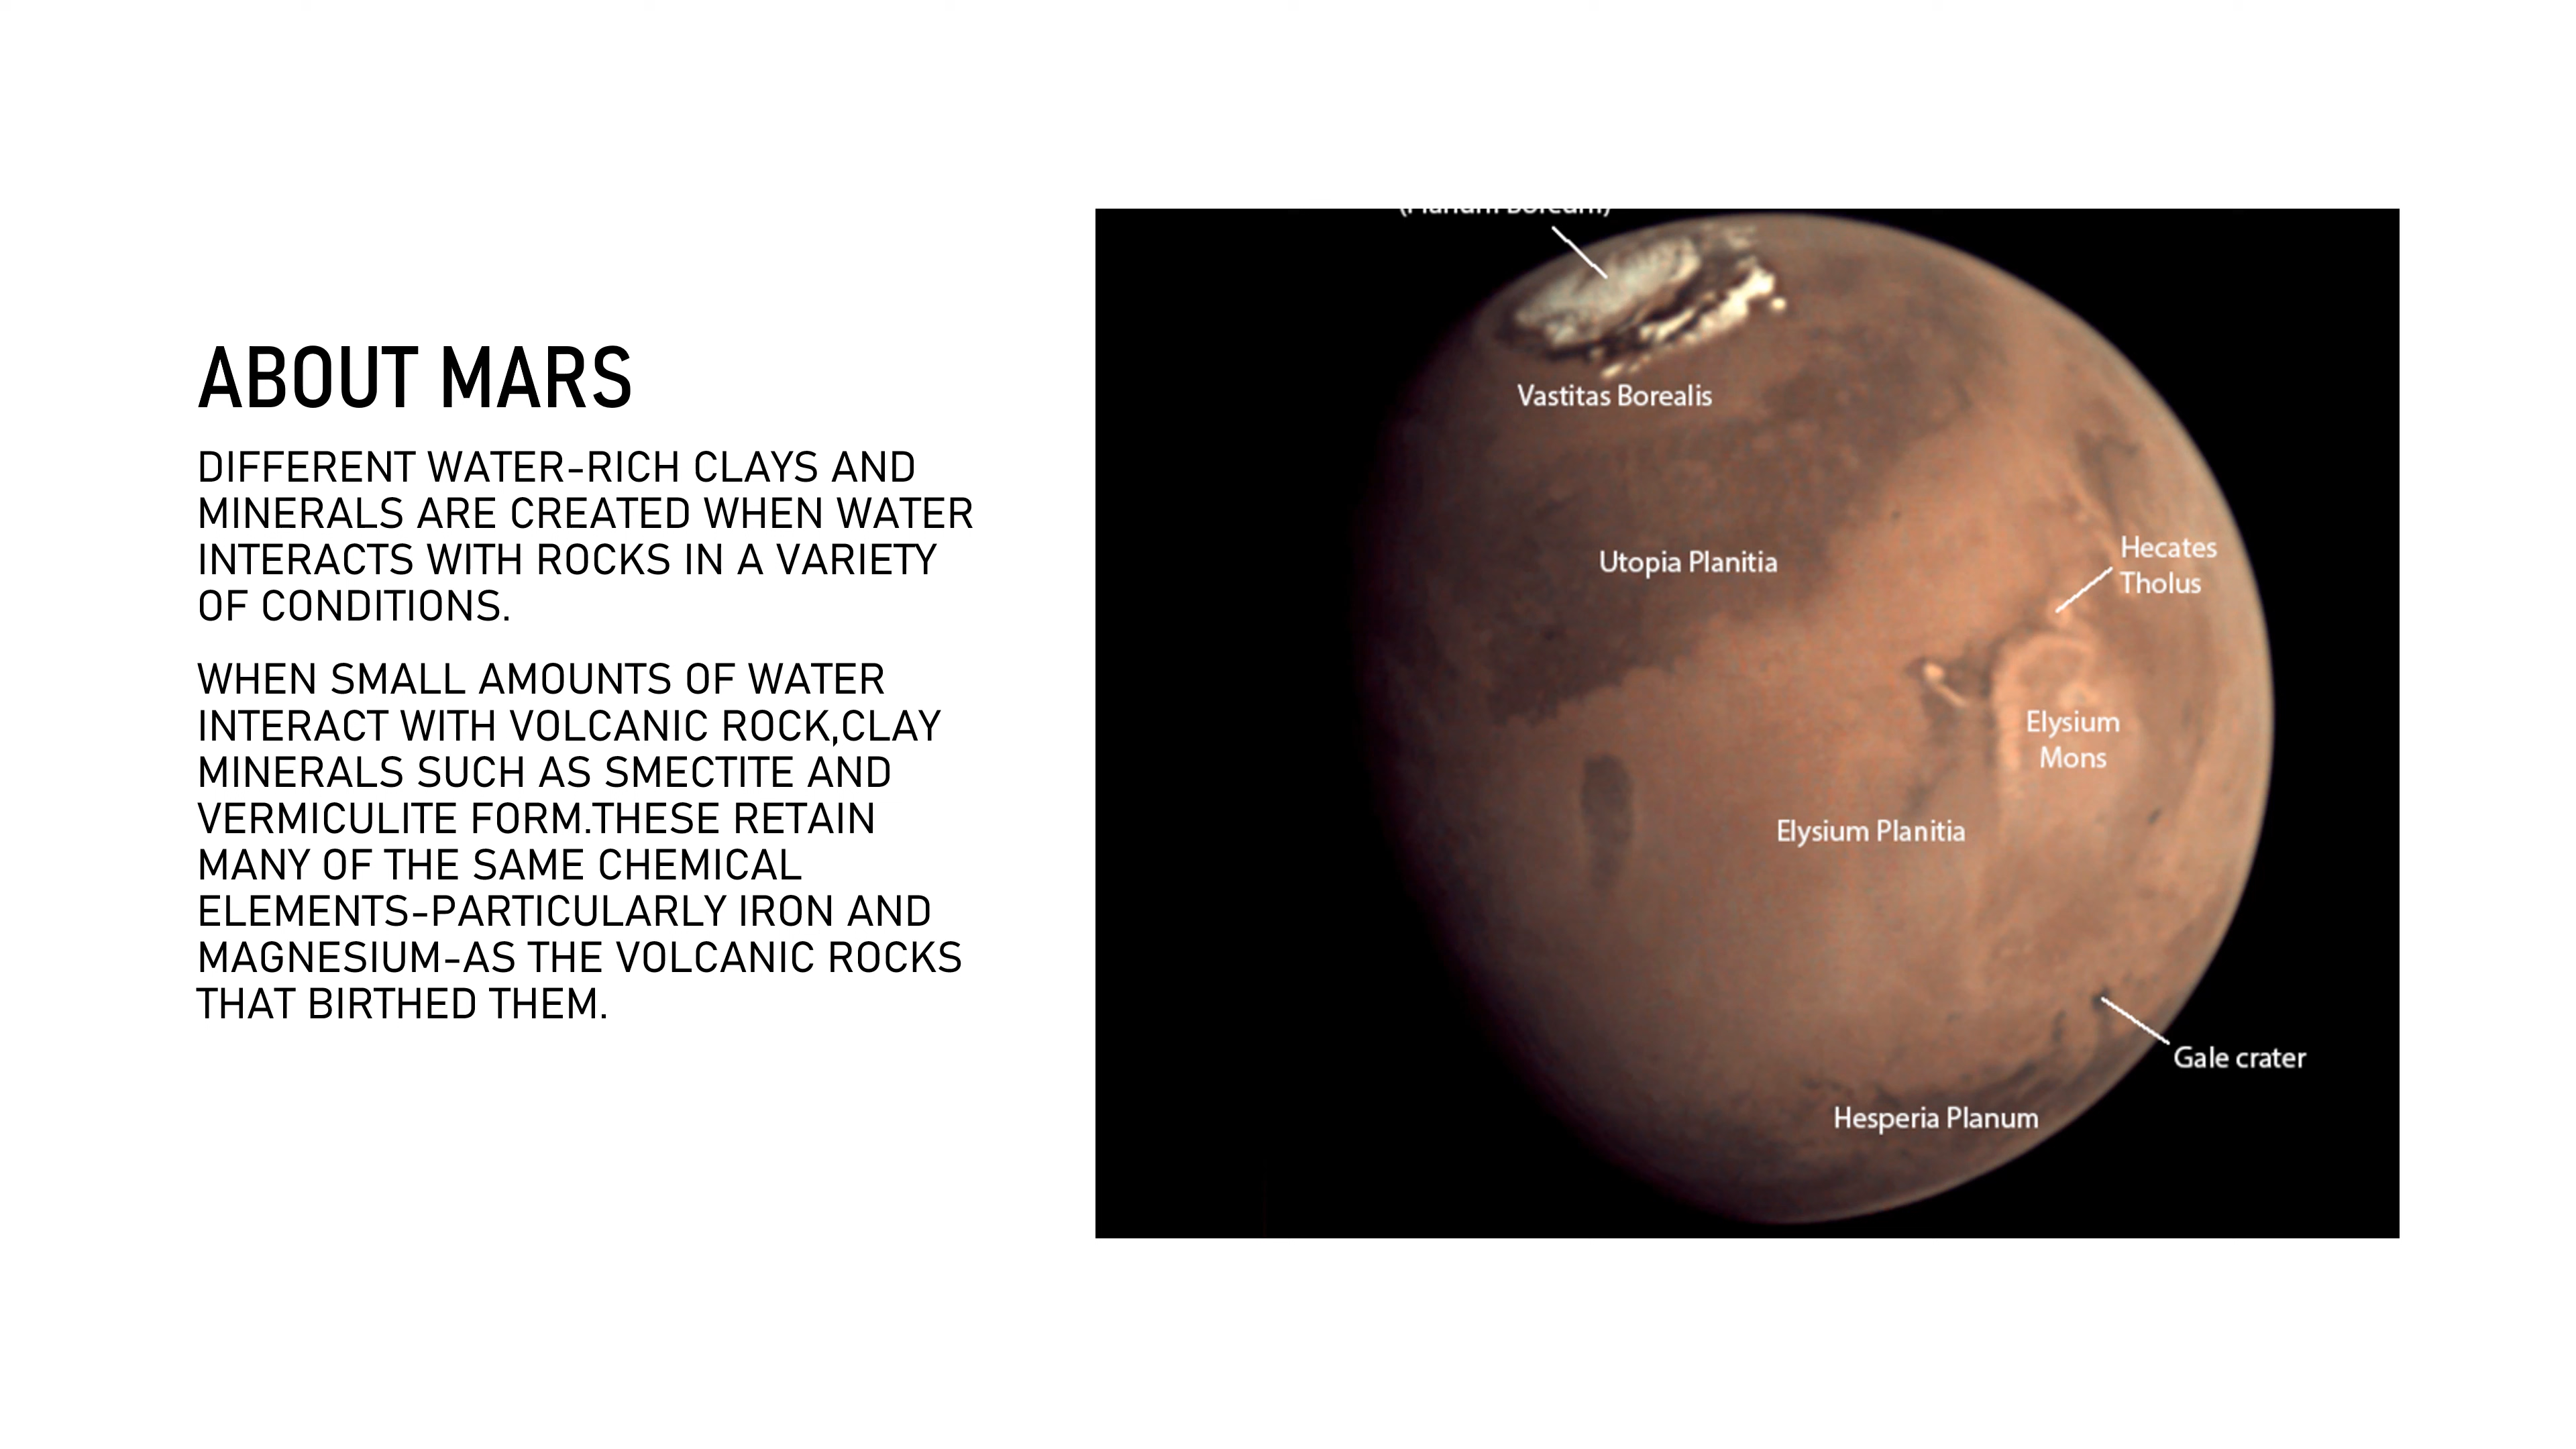 ABOUT MARS
DIFFERENT WATER-RICH CLAYS AND
MINERALS ARE CREATED WHEN WATER
INTERACTS WITH ROCKS IN A VARIETY
OF CONDITIONS.
WHEN SMALL AMOUNTS OF WATER
INTERACT WITH VOLCANIC ROCK,CLAY
MINERALS SUCH AS SMECTITE AND
VERMICULITE FORM.THESE RETAIN
MANY OF THE SAME CHEMICAL
ELEMENTS-PARTICULARLY IRON AND
MAGNESIUM-AS THE VOLCANIC ROCKS
THAT BIRTHED THEM.
(Planum Boreum)
Vastitas Borealis
Utopia Planitia
Hecates
Tholus
Elysium
Mons
Elysium Planitia
Gale crater
Hesperia Planum